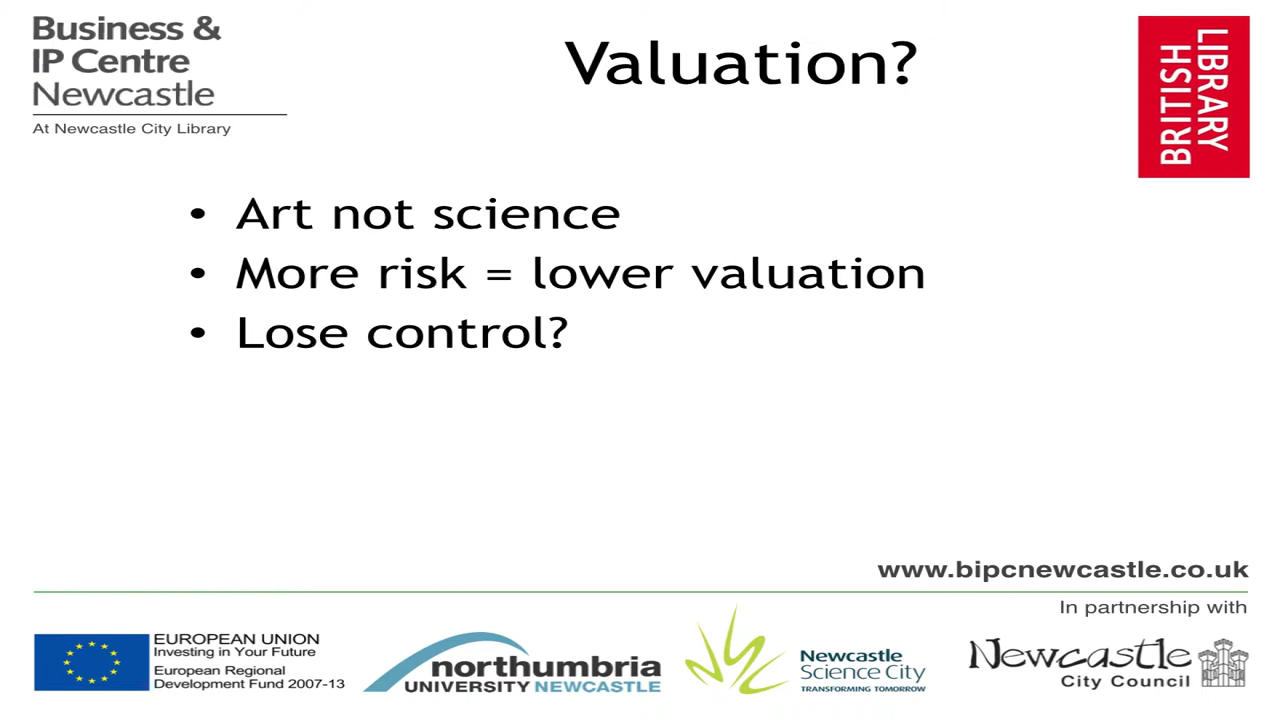 Business &
IP Centre
Newcastle
At Newcastle City Library
Valuation?
BRITISH
LIBRARY
• Art not science
• More risk = lower valuation
• Lose control?
www.bipcnewcastle.co.uk
In partnership with
EUROPEAN UNION
Investing in Your Future
European Regional
Development Fund 2007-13
northumbria
UNIVERSITY NEWCASTLE
Newcastle
Science City
TRANSFORMING TOMORROW
Newcastle
City Council